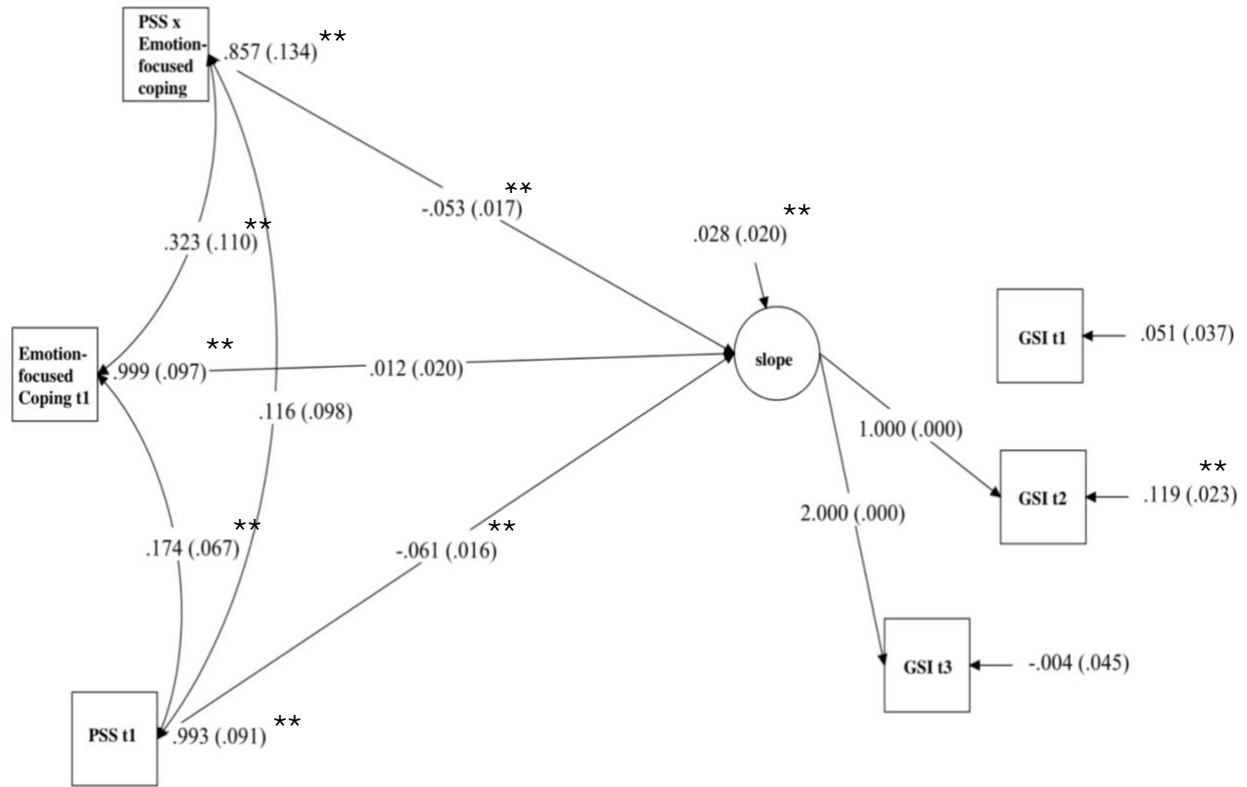 PSS x
Emotion-
focused
coping
.857 (.134) **
-.053 (.017) **
.323 (.110) **
.028 (.020) **
GSI t1
.051 (.037)
Emotion-
focused
Coping t1
.999 (.097) **
.012 (.020)
slope
.116 (.098)
1.000 (.000)
GSI t2
.119 (.023) **
2.000 (.000)
.174 (.067) **
-.061 (.016) **
GSI t3
-.004 (.045)
PSS t1
.993 (.091) **